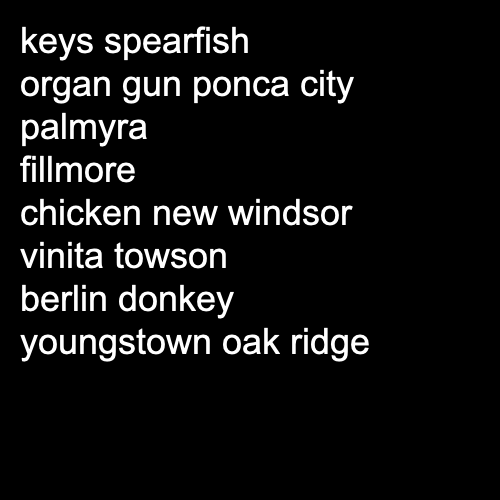 keys spearfish
organ gun ponca city
palmyra
fillmore
chicken new windsor
vinita towson
berlin donkey
youngstown oak ridge